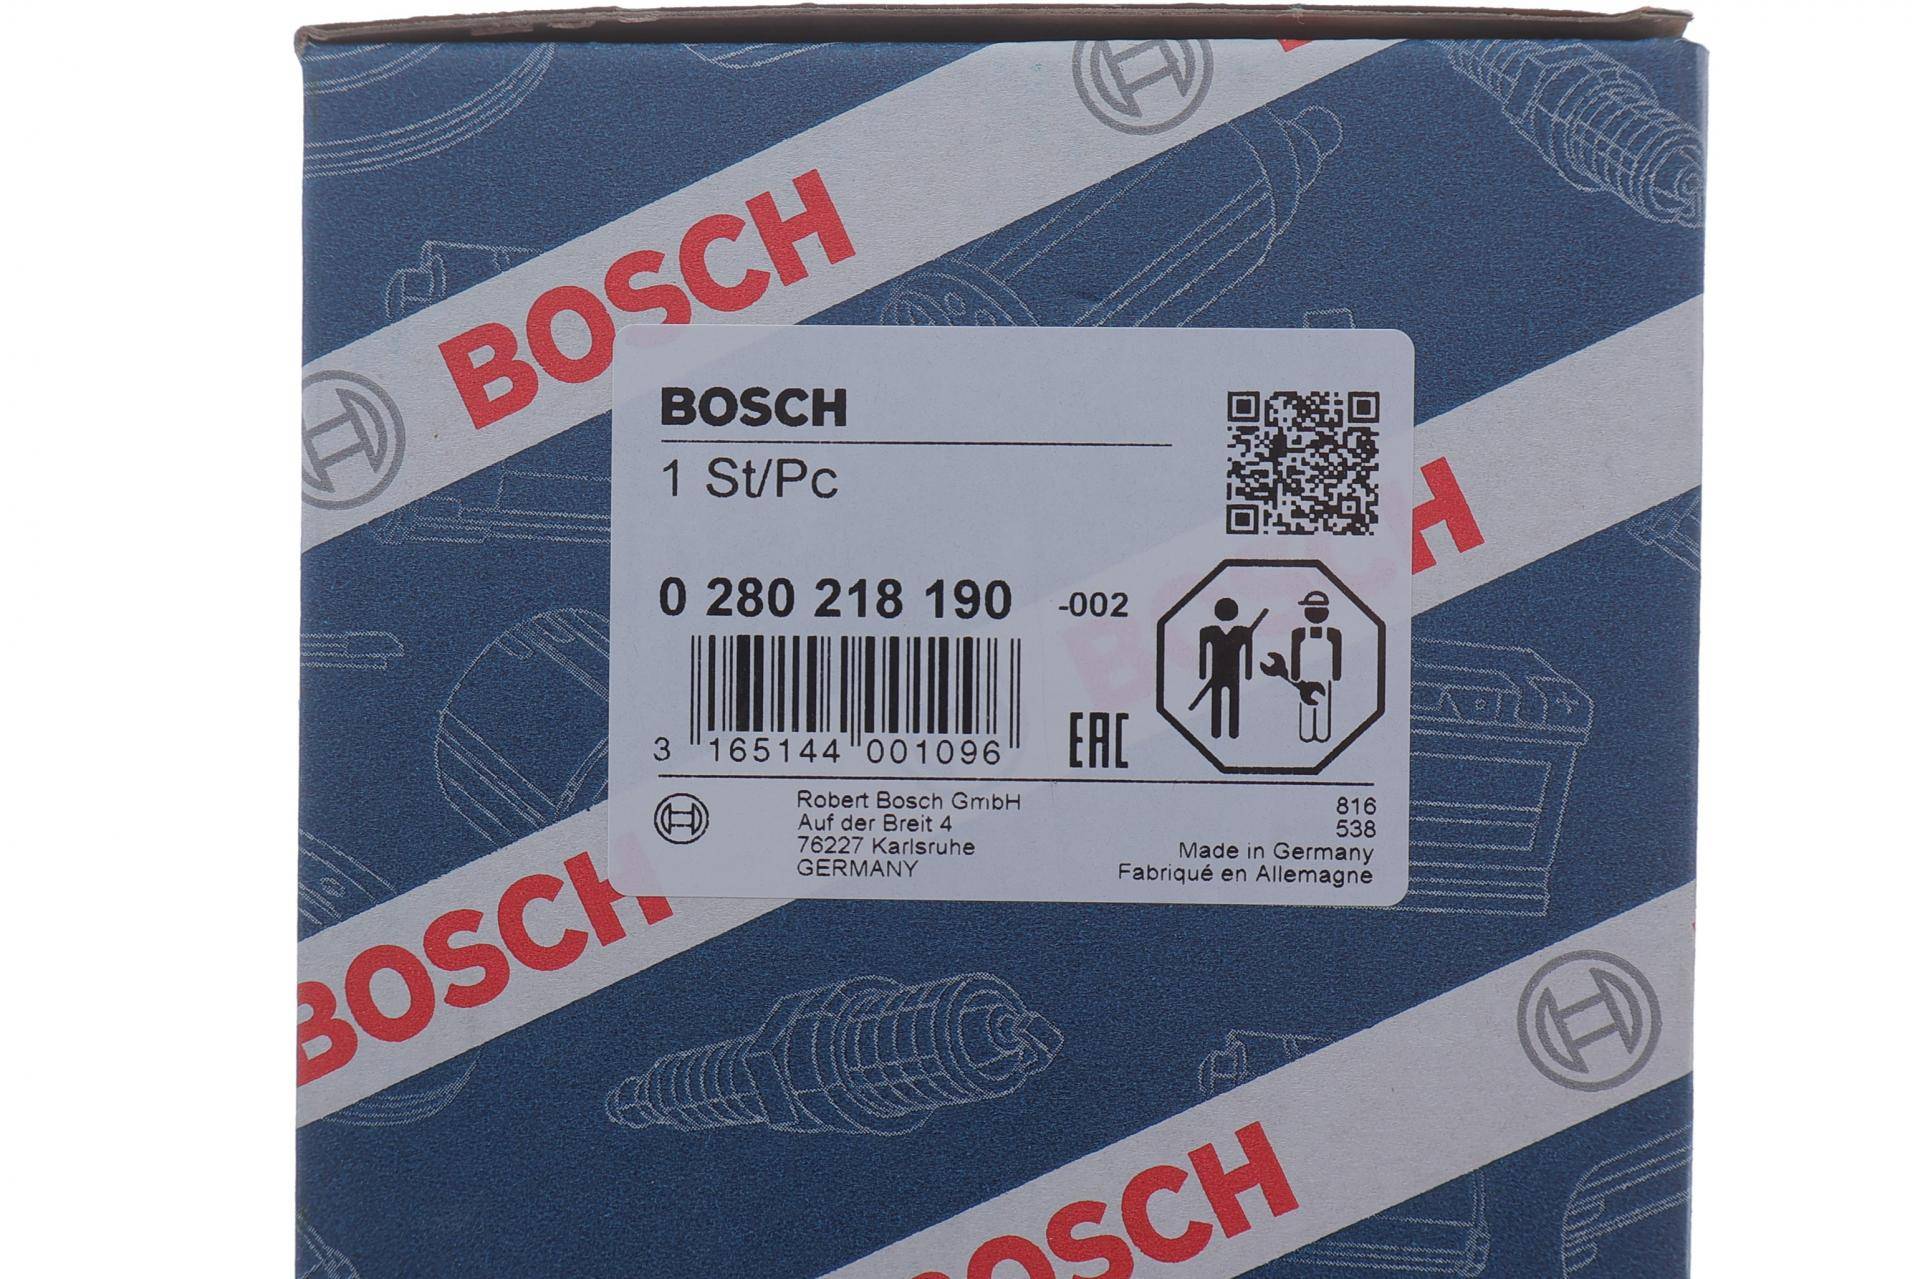 BOSCH
BOSCH
1 St/Pc
0 280 218 190 -002
3 165144 001096
EAC
Robert Bosch GmbH
Auf der Breit 4
76227 Karlsruhe
GERMANY
816
538
Made in Germany
Fabriqué en Allemagne
BOSCH
BOSCH
BOSCH